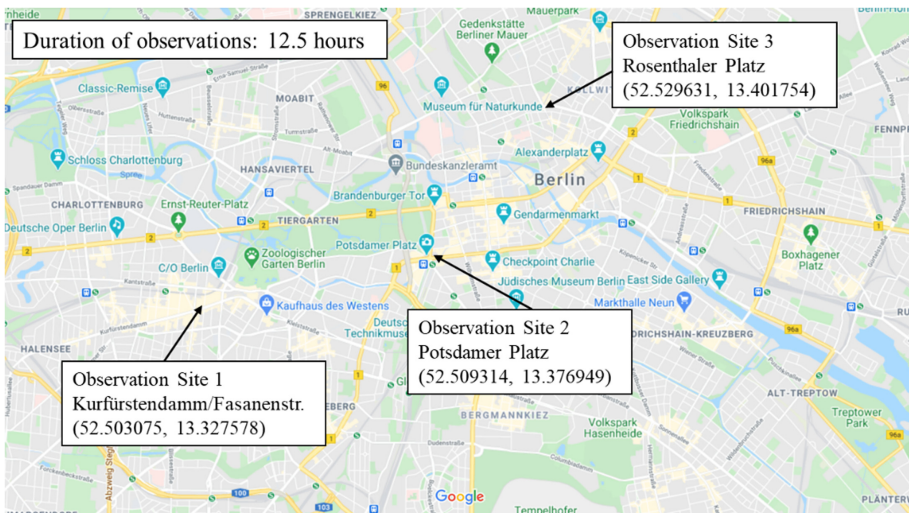 Duration of observations: 12.5 hours
Observation Site 3
Rosenthaler Platz
(52.529631, 13.401754)
SPRENGELKIEZ
Mauerpark
Gedenkstätte
Berliner Mauer
Classic-Remise
MOABIT
Museum für Naturkunde
Volkspark
Friedrichshain
Schloss Charlottenburg
HANSAVIERTEL
Alt-Moabit
Bundeskanzleramt
Alexanderplatz
Berlin
CHARLOTTENBURG
Ernst-Reuter-Platz
Brandenburger Tor
Gendarmenmarkt
FRIEDRICHSHAIN
Deutsche Oper Berlin
TIERGARTEN
Potsdamer Platz
Boxhagener
Platz
Zoologischer
Garten Berlin
C/O Berlin
Checkpoint Charlie
Jüdisches Museum Berlin
East Side Gallery
Kantstraße
Kaufhaus des Westens
Markthalle Neun
Kurfürstendamm
HALENSEE
Observation Site 2
Potsdamer Platz
(52.509314, 13.376949)
Observation Site 1
Kurfürstendamm/Fasanenstr.
(52.503075, 13.327578)
ALT-TREPTOW
Treptower
Park
BERGMANNKIEZ
Volkspark
Hasenheide
Google